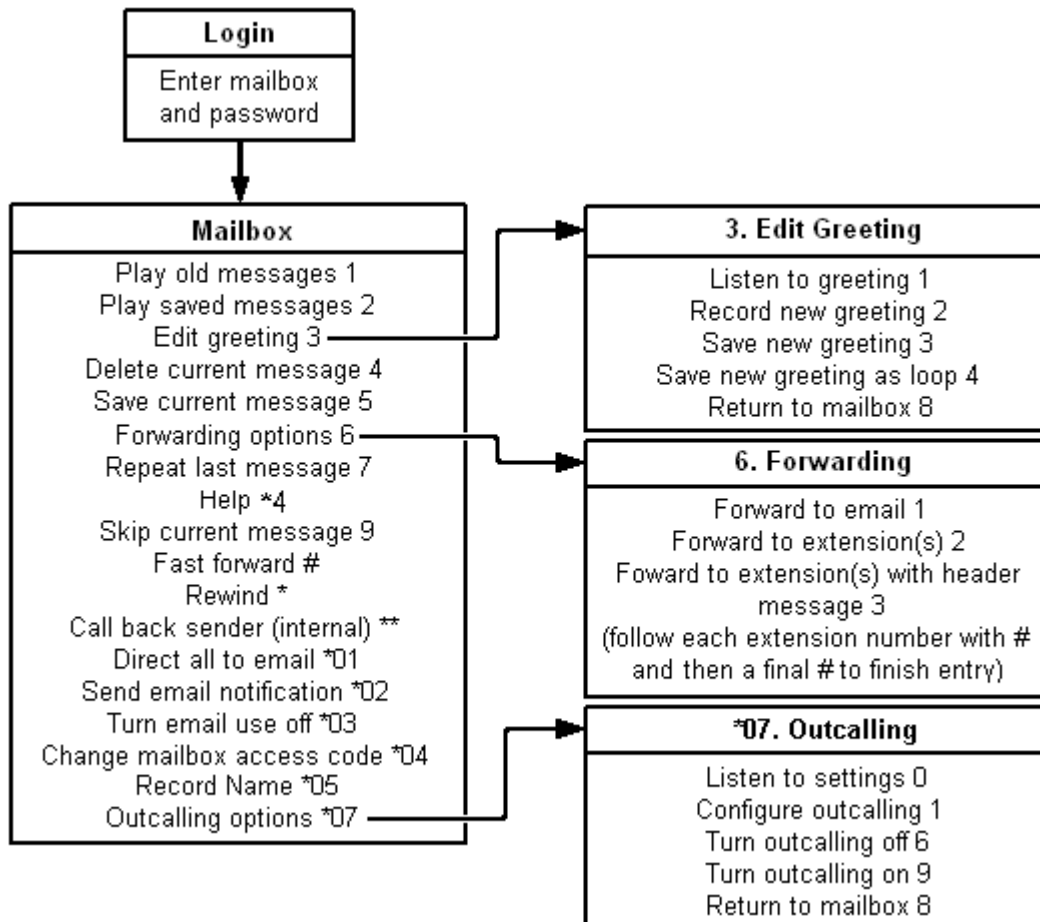 Login
Enter mailbox
and password
Mailbox
Play old messages 1
Play saved messages 2
Edit greeting 3
Delete current message 4
Save current message 5
Forwarding options 6
Repeat last message 7
Help *4
Skip current message 9
Fast forward #
Rewind *
Call back sender (internal) **
Direct all to email *01
Send email notification *02
Turn email use off *03
Change mailbox access code *04
Record Name *05
Outcalling options *07
3. Edit Greeting
Listen to greeting 1
Record new greeting 2
Save new greeting 3
Save new greeting as loop 4
Return to mailbox 8
6. Forwarding
Forward to email 1
Forward to extension(s) 2
Foward to extension(s) with header
message 3
(follow each extension number with #
and then a final # to finish entry)
*07. Outcalling
Listen to settings 0
Configure outcalling 1
Turn outcalling off 6
Turn outcalling on 9
Return to mailbox 8